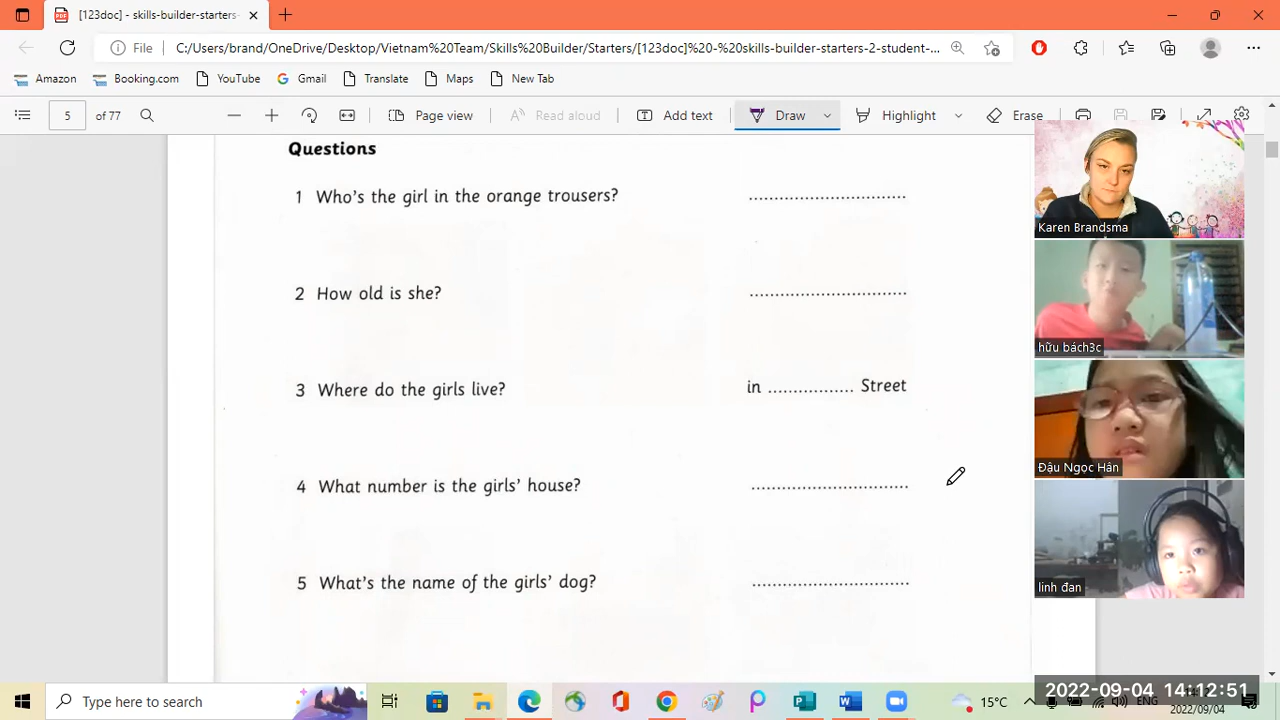 [123doc] - skills-builder-starters-
File
C:/Users/brand/OneDrive/Desktop/Vietnam%20Team/Skills%20Builder/Starters/[123doc]%20-%20skills-builder-starters-2-student-...
Amazon
Booking.com
YouTube
Gmail
Translate
Maps
New Tab
5 of 77
Page view
Read aloud
Add text
Draw
Highlight
Erase
Questions
1 Who's the girl in the orange trousers? ..............................
2 How old is she? ..............................
3 Where do the girls live? in ................ Street
4 What number is the girls' house? ..............................
5 What's the name of the girls' dog? ..............................
Karen Brandsma
hữu bách3c
Đậu Ngọc Hân
linh đan
Type here to search
15°C
ENG
2022-09-04 14:12:51
2022/09/04